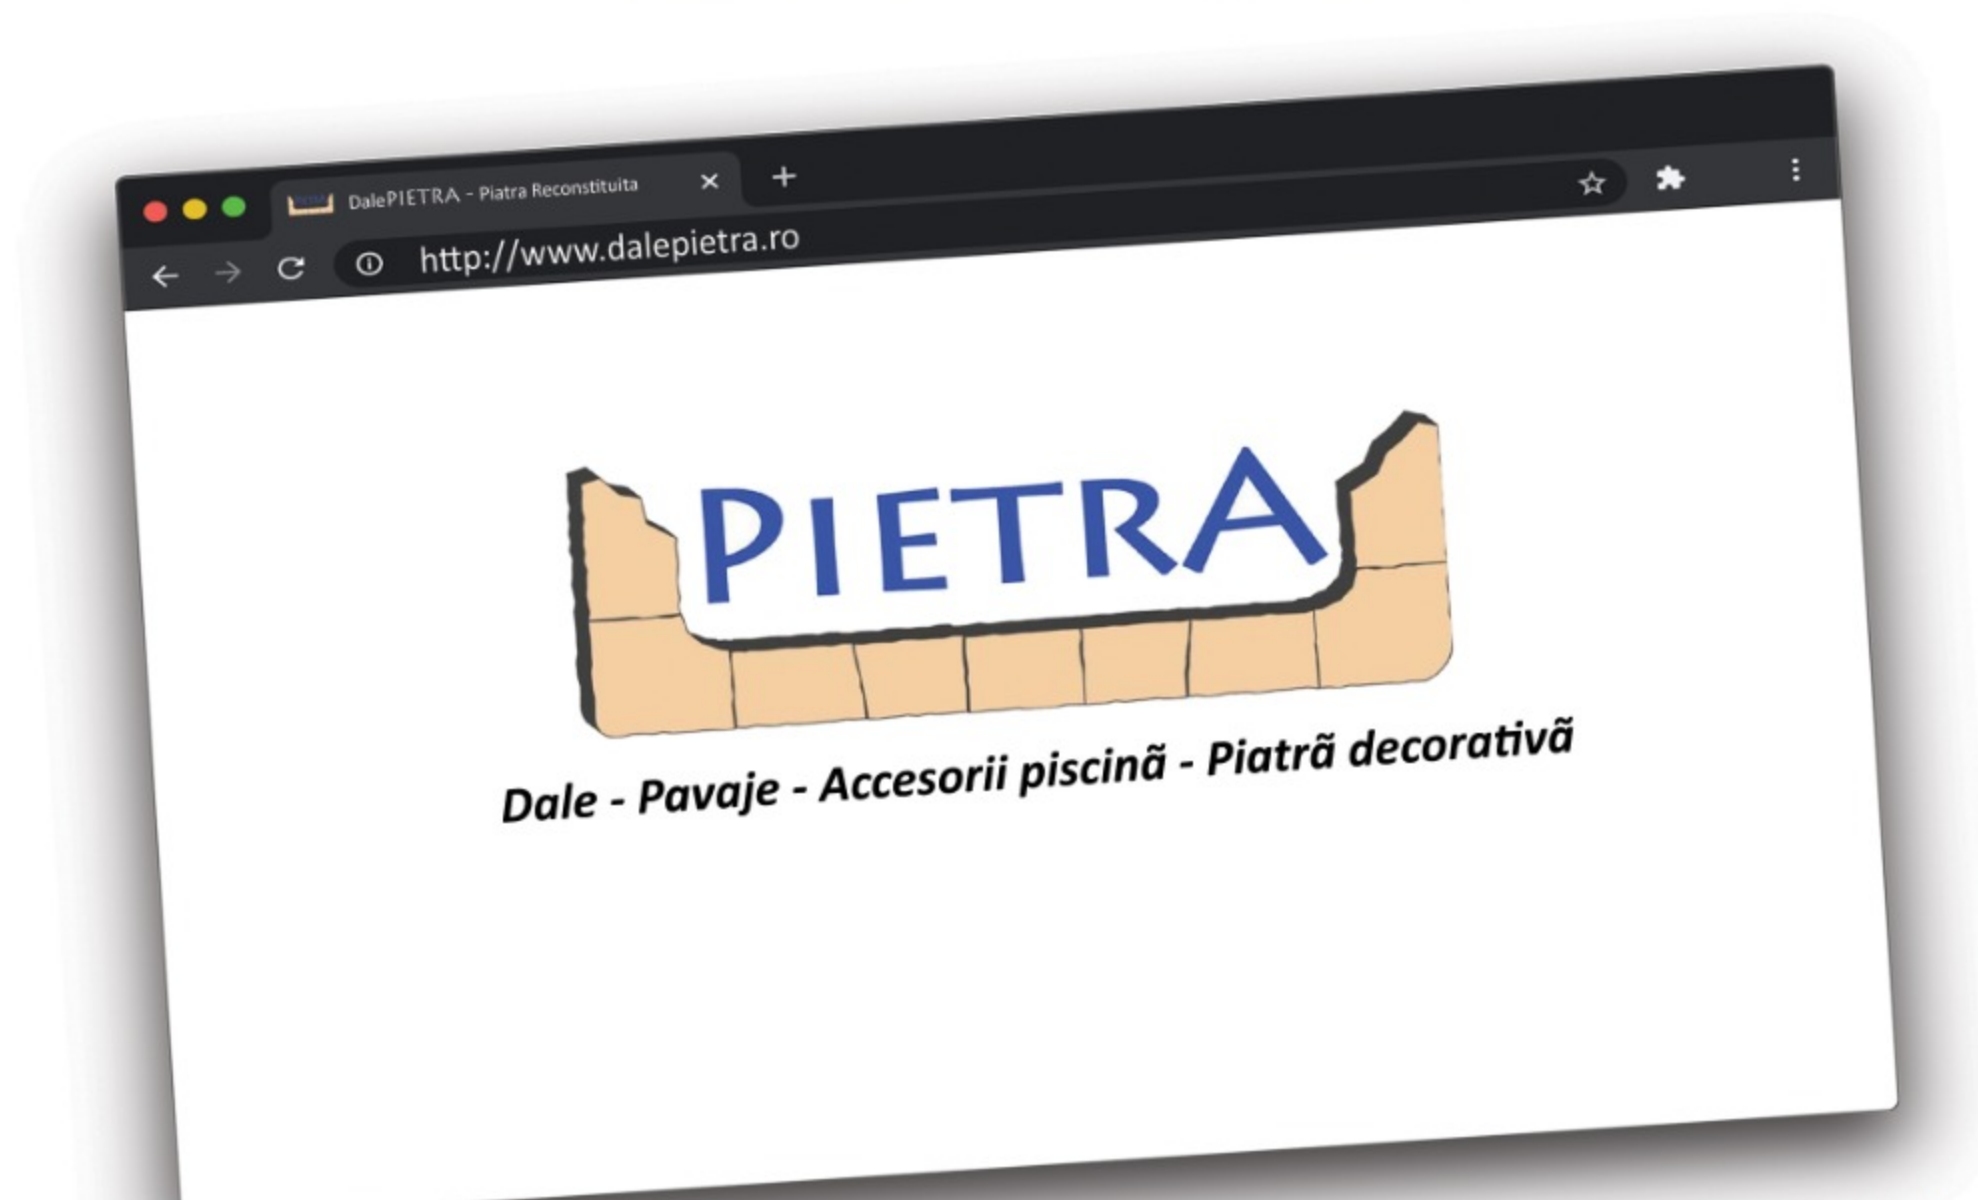 DalePIETRA - Piatra Reconstituita
http://www.dalepietra.ro
PIETRA
Dale - Pavaje - Accesorii piscinã - Piatrã decorativã